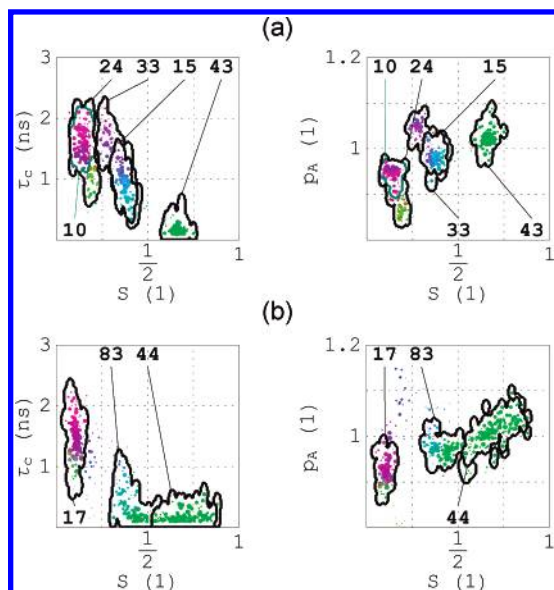 (a)
3 24 33 15 43
2
1
τc (ns)
10
1/2 1
S (1)
1.2 10 24 15
1
pA (1)
33 43
1/2 1
S (1)
(b)
3 83 44
2
1
τc (ns)
17
1/2 1
S (1)
1.2 17 83
1
pA (1)
44
1/2 1
S (1)